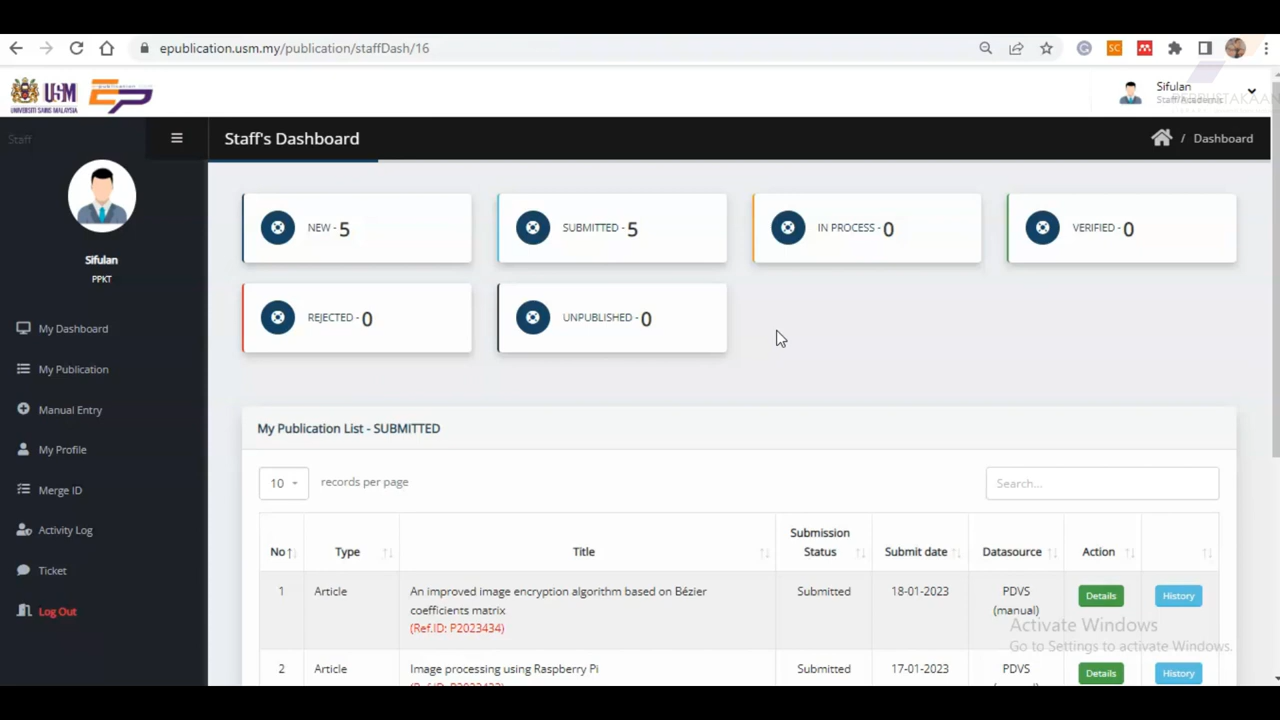 epublication.usm.my/publication/staffDash/16
SC
USM
UNIVERSITI SAINS MALAYSIA
EP
Sifulan
Staff/Academic
Staff
Staff's Dashboard
/ Dashboard
Sifulan
PPKT
My Dashboard
My Publication
Manual Entry
My Profile
Merge ID
Activity Log
Ticket
Log Out
NEW - 5
SUBMITTED - 5
IN PROCESS - 0
VERIFIED - 0
REJECTED - 0
UNPUBLISHED - 0
My Publication List - SUBMITTED
10 records per page
Search...
No Type Title Submission Status Submit date Datasource Action
1 Article An improved image encryption algorithm based on Bézier Submitted 18-01-2023 PDVS Details History
coefficients matrix (manual)
(Ref.ID: P2023434)
Activate Windows
Go to Settings to activate Windows.
2 Article Image processing using Raspberry Pi Submitted 17-01-2023 PDVS Details History